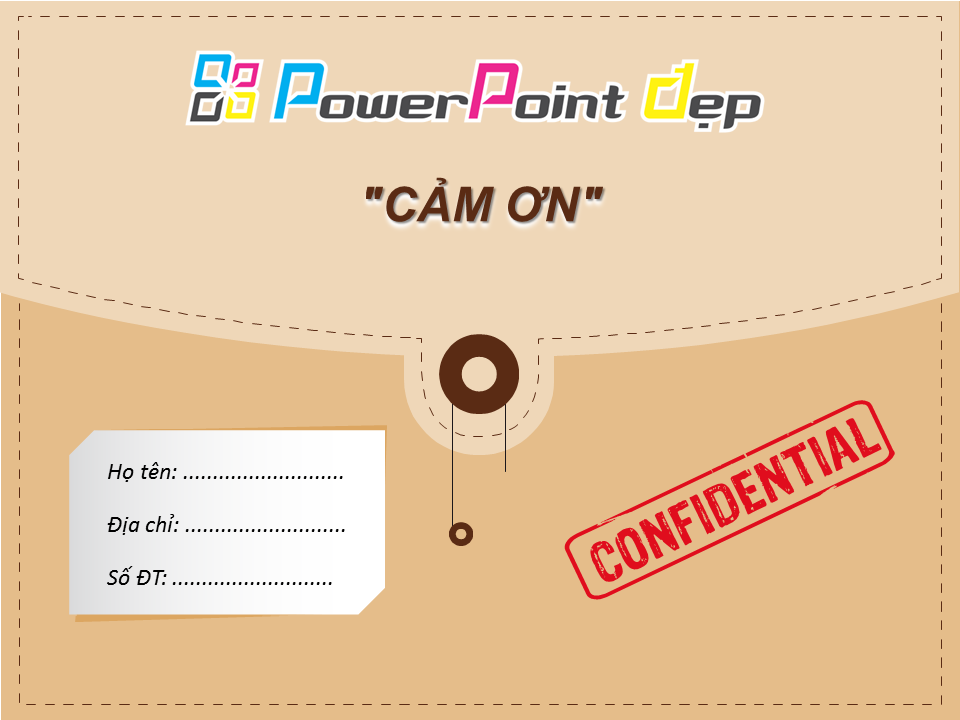 PowerPoint đẹp
"CẢM ƠN"
Họ tên: ...........................
Địa chỉ: ...........................
Số ĐT: ...........................
CONFIDENTIAL